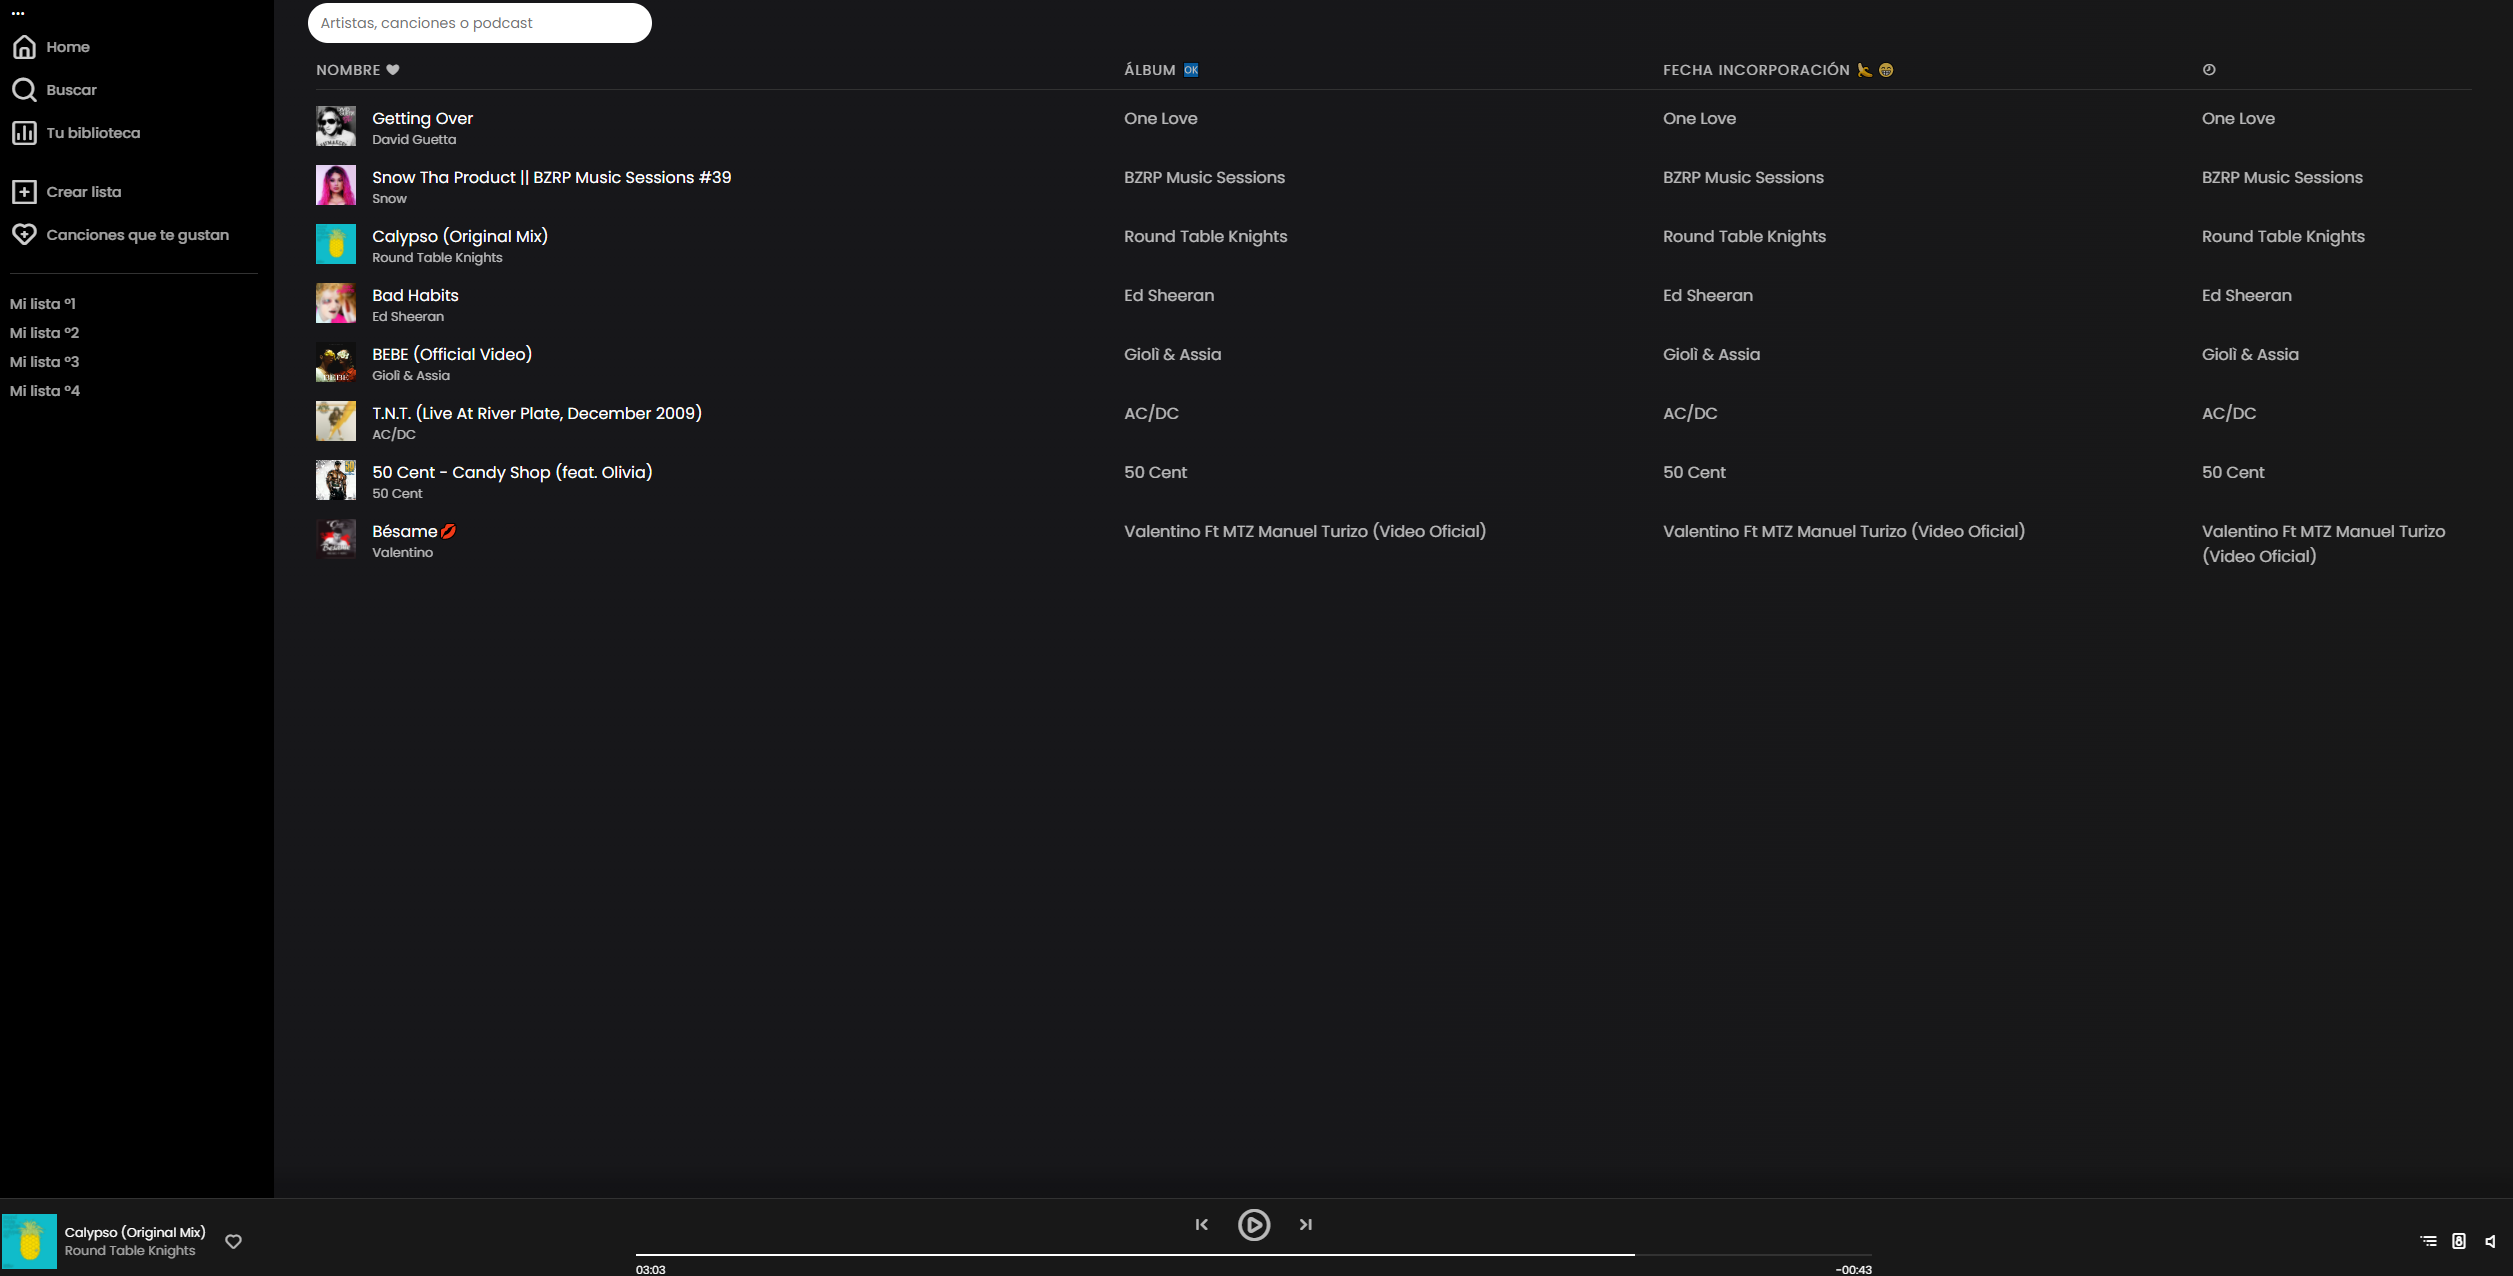 Home
Buscar
Tu biblioteca
Crear lista
Canciones que te gustan
Mi lista º1
Mi lista º2
Mi lista º3
Mi lista º4
Artistas, canciones o podcast
NOMBRE 🖤 ÁLBUM 🆗 FECHA INCORPORACIÓN 🤙 😁
Getting Over One Love One Love One Love
David Guetta
Snow Tha Product || BZRP Music Sessions #39 BZRP Music Sessions BZRP Music Sessions BZRP Music Sessions
Snow
Calypso (Original Mix) Round Table Knights Round Table Knights Round Table Knights
Round Table Knights
Bad Habits Ed Sheeran Ed Sheeran Ed Sheeran
Ed Sheeran
BEBE (Official Video) Giolì & Assia Giolì & Assia Giolì & Assia
Giolì & Assia
T.N.T. (Live At River Plate, December 2009) AC/DC AC/DC AC/DC
AC/DC
50 Cent - Candy Shop (feat. Olivia) 50 Cent 50 Cent 50 Cent
50 Cent
Bésame💋 Valentino Ft MTZ Manuel Turizo (Video Oficial) Valentino Ft MTZ Manuel Turizo (Video Oficial) Valentino Ft MTZ Manuel Turizo
(Video Oficial)
Valentino
Calypso (Original Mix)
Round Table Knights
03:03 -00:43